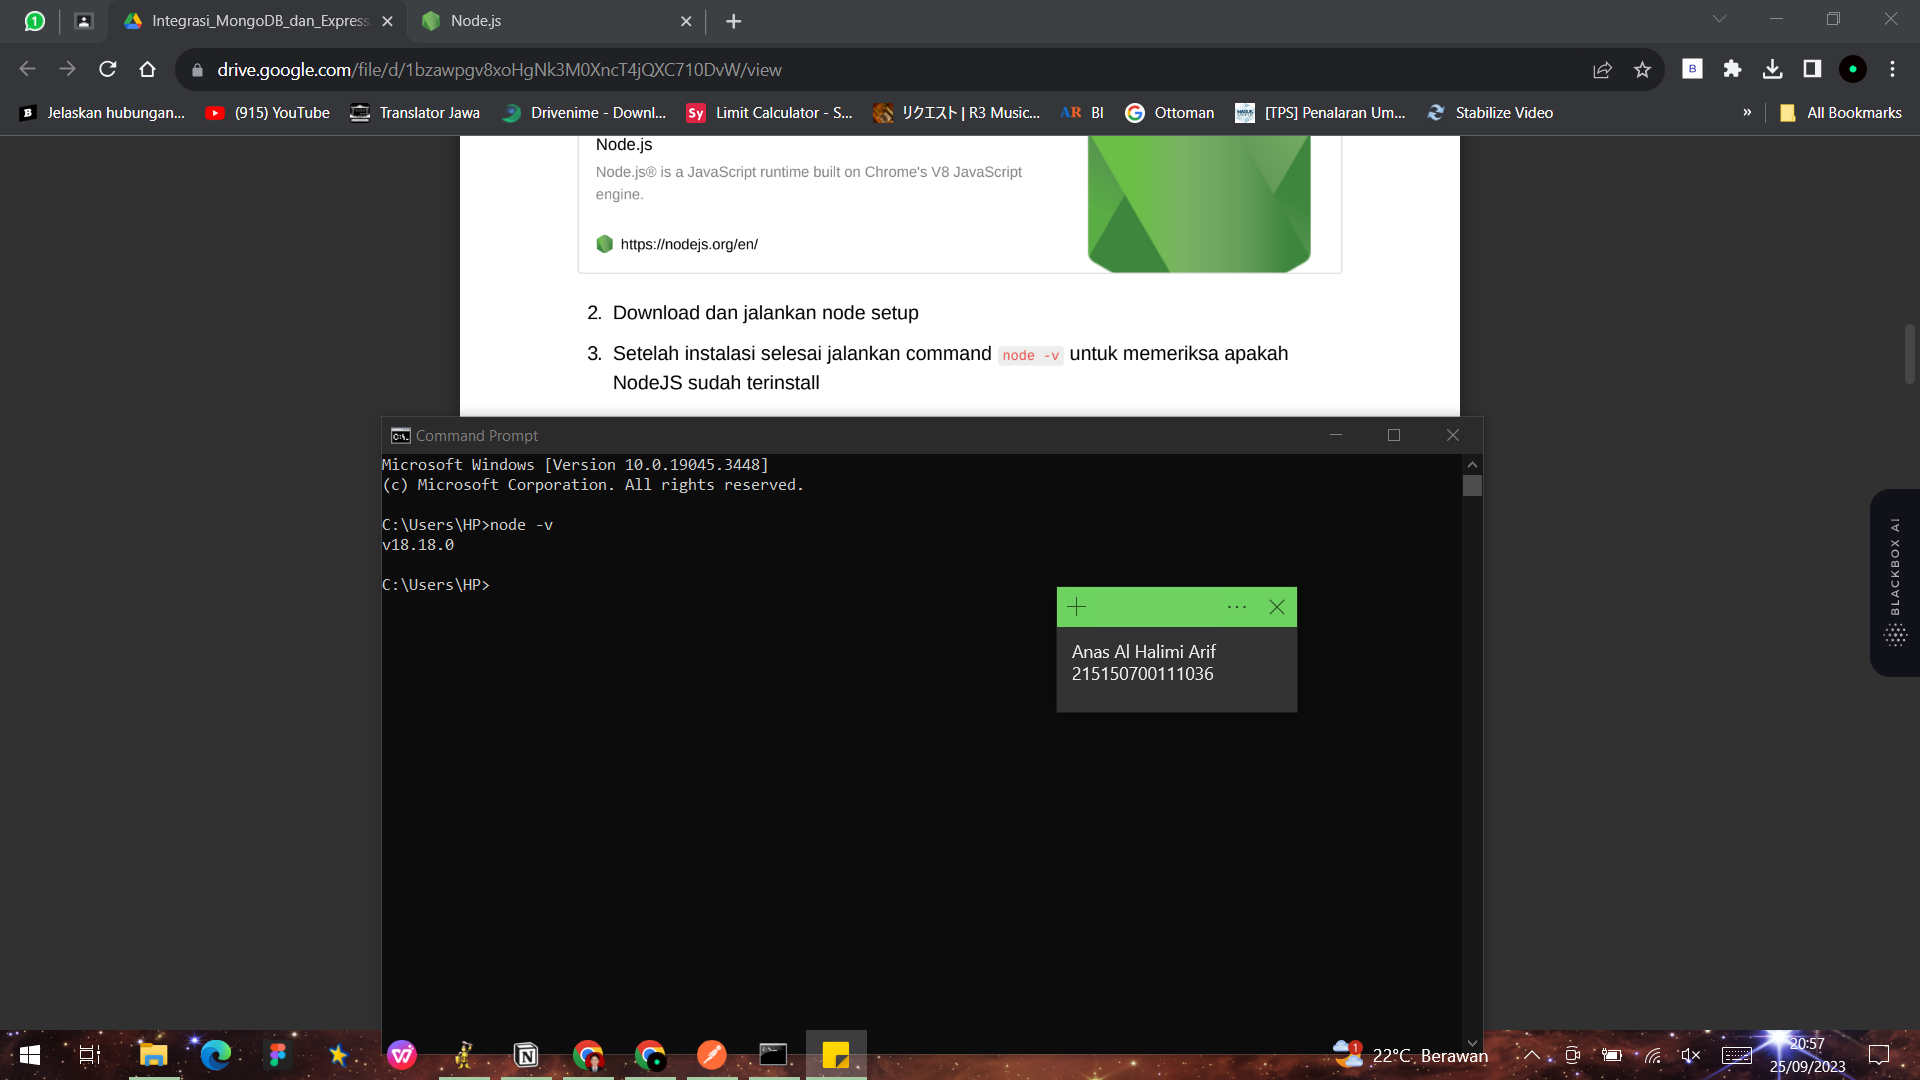 1
Integrasi_MongoDB_dan_Express
Node.js
drive.google.com/file/d/1bzawpgv8xoHgNk3M0XncT4jQXC710DvW/view
B
Jelaskan hubungan...
(915) YouTube
Translator Jawa
Drivenime - Downl...
Sy
Limit Calculator - S...
リクエスト | R3 Music...
AR
BI
Ottoman
[TPS] Penalaran Um...
Stabilize Video
»
All Bookmarks
Node.js
Node.js® is a JavaScript runtime built on Chrome's V8 JavaScript
engine.
https://nodejs.org/en/
2. Download dan jalankan node setup
3. Setelah instalasi selesai jalankan command node -v untuk memeriksa apakah
NodeJS sudah terinstall
Command Prompt
Microsoft Windows [Version 10.0.19045.3448]
(c) Microsoft Corporation. All rights reserved.
C:\Users\HP>node -v
v18.18.0
C:\Users\HP>
Anas Al Halimi Arif
215150700111036
BLACKBOX AI
1
22°C Berawan
20:57
25/09/2023